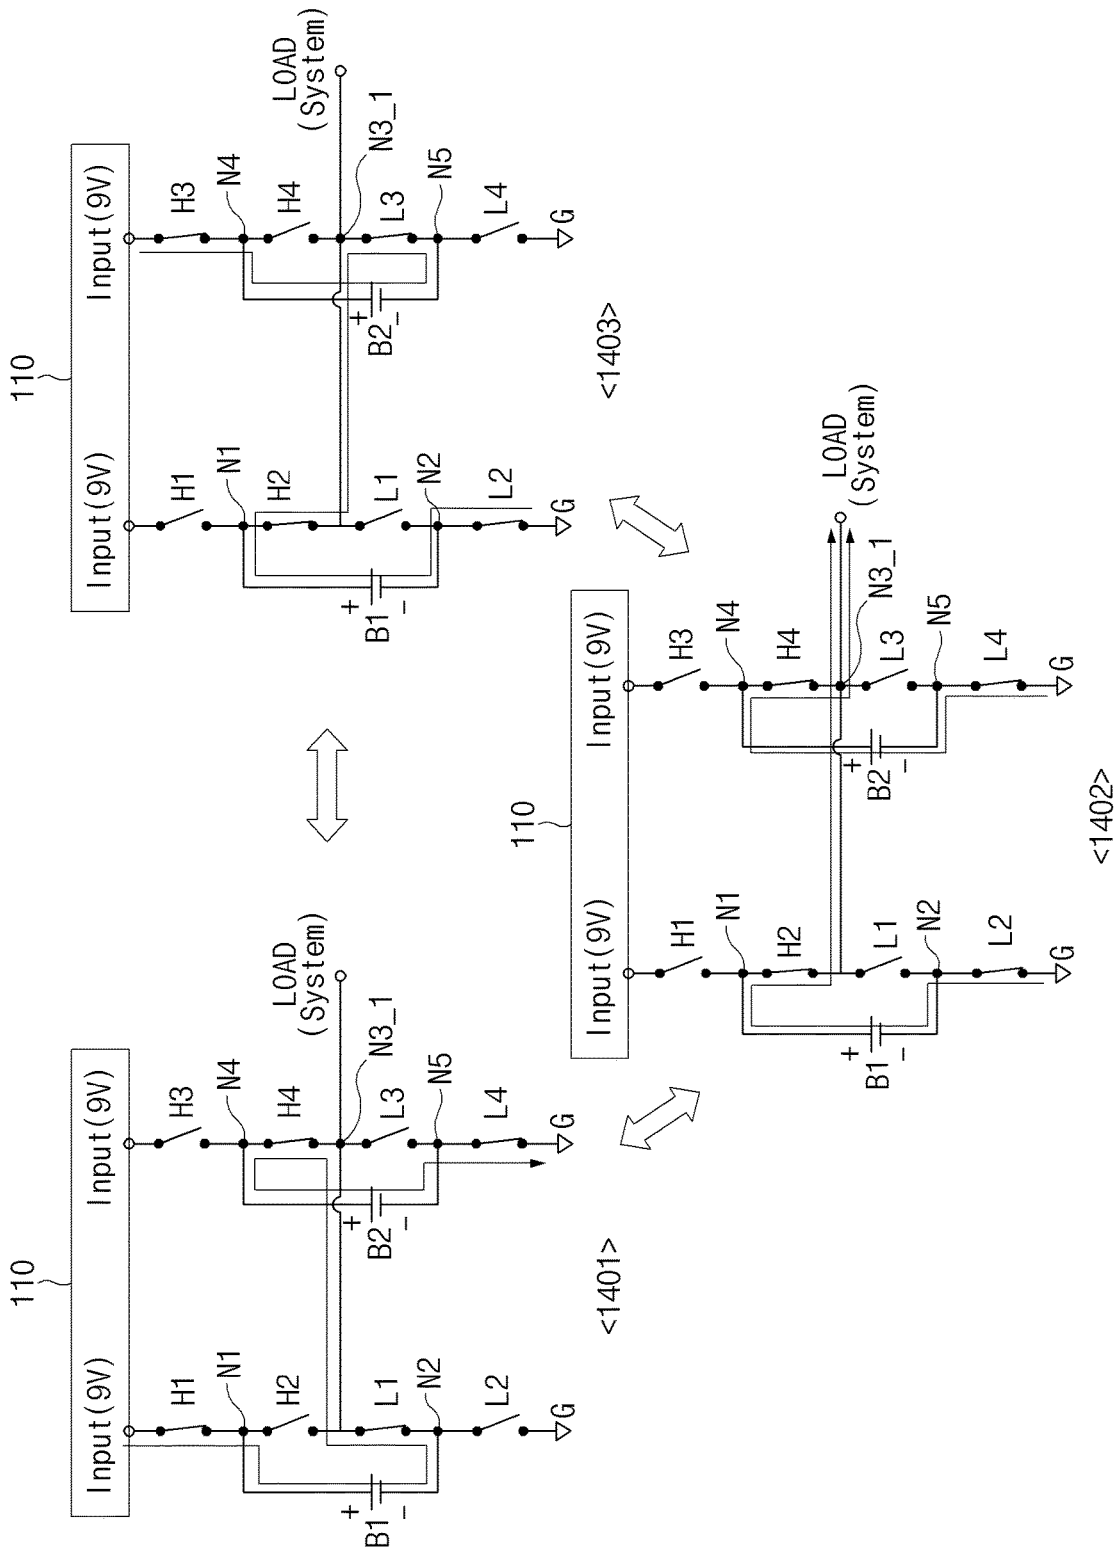 110
Input(9V)
Input(9V)
H1
H3
N1
N4
H2
H4
LOAD
(System)
N3_1
+
B1
-
+
B2
-
L1
L3
N2
N5
L2
L4
G
G
<1401>
110
Input(9V)
Input(9V)
H1
H3
N1
N4
H2
H4
LOAD
(System)
N3_1
+
B1
-
+
B2
-
L1
L3
N2
N5
L2
L4
G
G
<1403>
110
Input(9V)
Input(9V)
H1
H3
N1
N4
H2
H4
LOAD
(System)
N3_1
+
B1
-
+
B2
-
L1
L3
N2
N5
L2
L4
G
G
<1402>